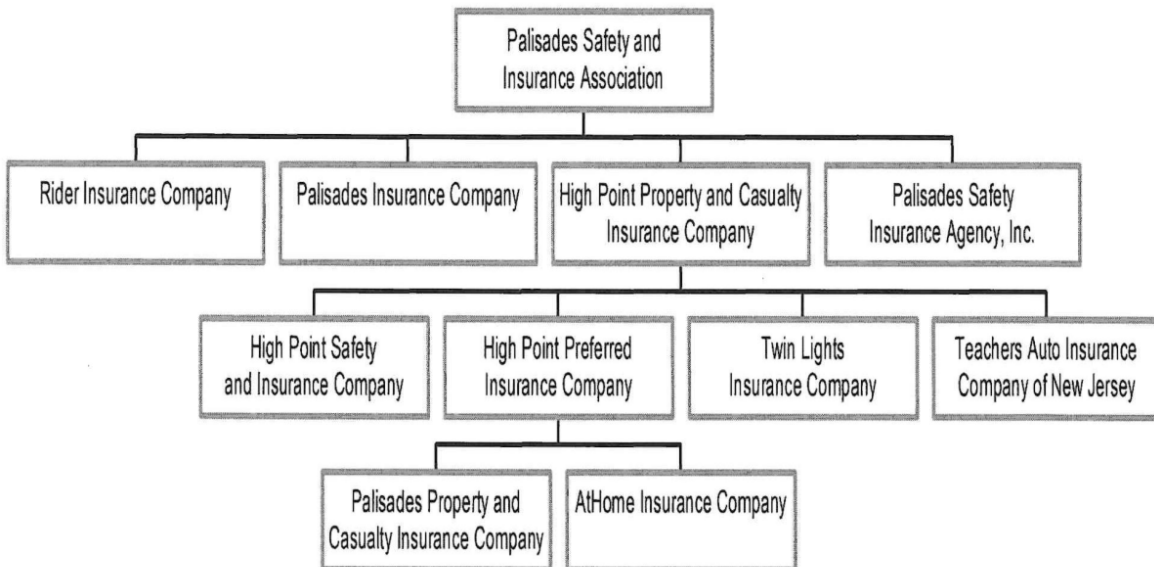 Palisades Safety and
Insurance Association
Rider Insurance Company
Palisades Insurance Company
High Point Property and Casualty
Insurance Company
Palisades Safety
Insurance Agency, Inc.
High Point Safety
and Insurance Company
High Point Preferred
Insurance Company
Twin Lights
Insurance Company
Teachers Auto Insurance
Company of New Jersey
Palisades Property and
Casualty Insurance Company
AtHome Insurance Company